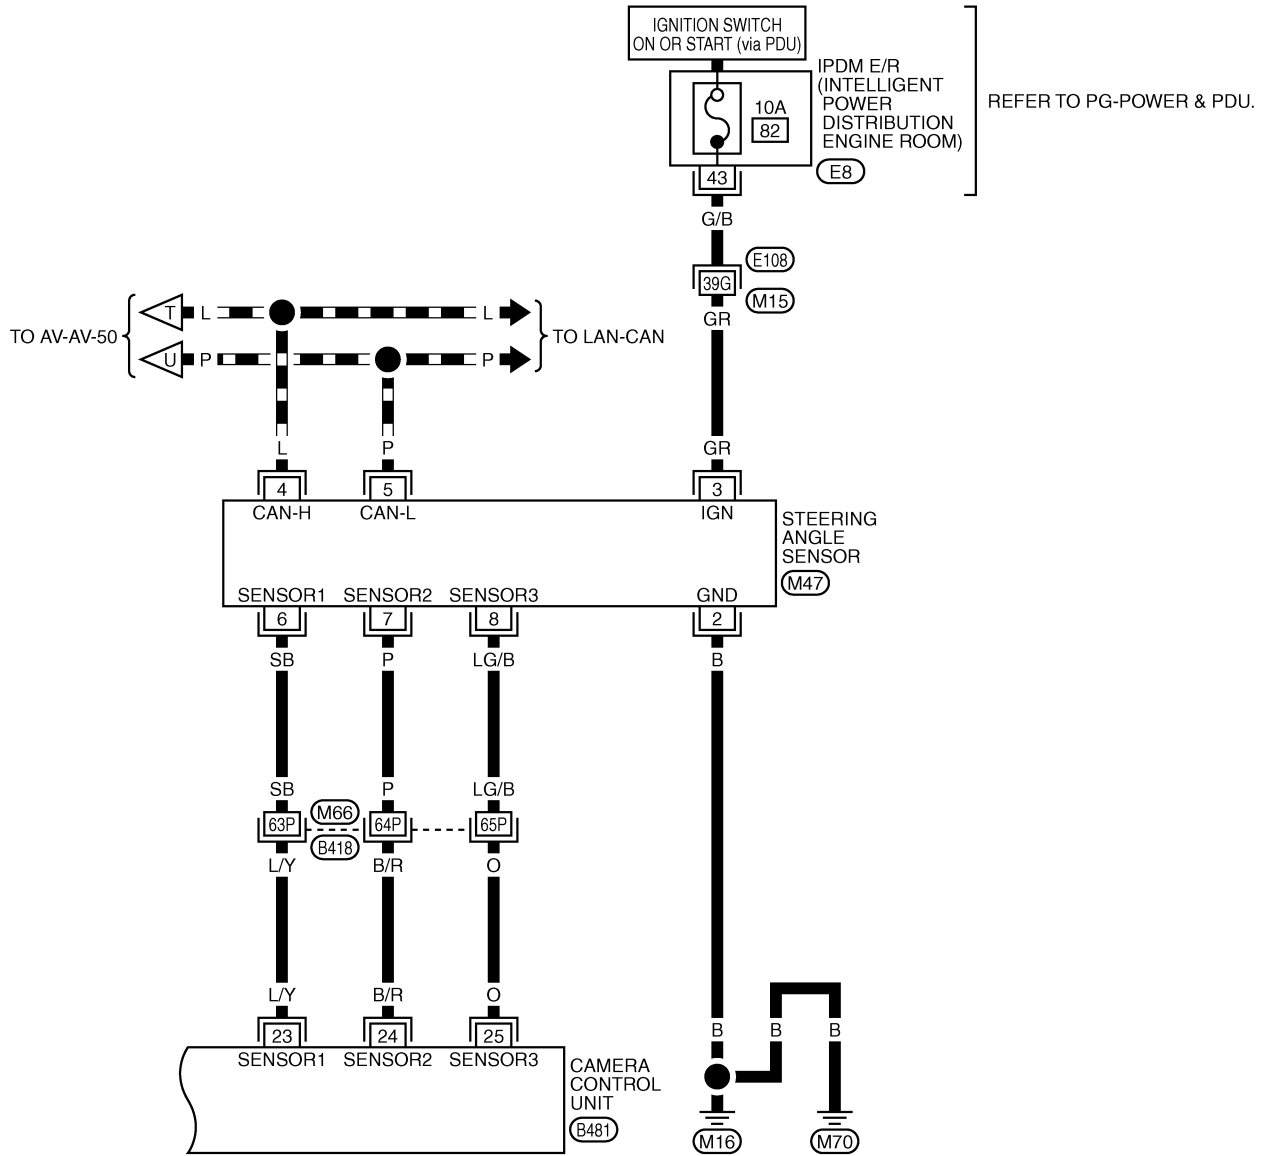 IGNITION SWITCH
ON OR START (via PDU)
IPDM E/R
(INTELLIGENT
POWER
DISTRIBUTION
ENGINE ROOM)
10A
82
E8
REFER TO PG-POWER & PDU.
43
G/B
E108
39G
M15
GR
TO AV-AV-50
T L L
U P P
TO LAN-CAN
L P GR
4 5 3
CAN-H CAN-L IGN
STEERING
ANGLE
SENSOR
M47
SENSOR1 SENSOR2 SENSOR3 GND
6 7 8 2
SB P LG/B B
SB P LG/B
M66
63P 64P 65P
B418
L/Y B/R O
L/Y B/R O
23 24 25
SENSOR1 SENSOR2 SENSOR3
CAMERA
CONTROL
UNIT
B481
B B B
M16 M70